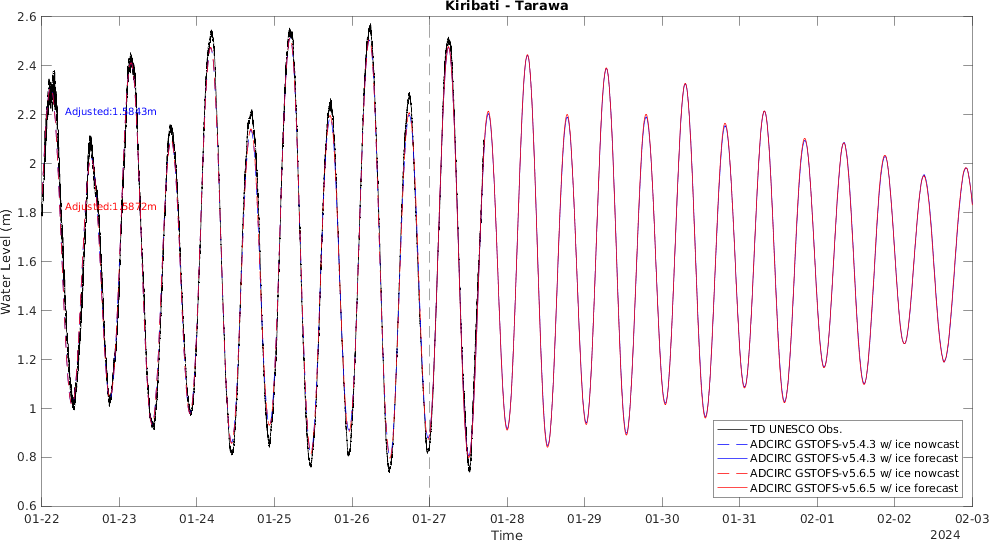 Kiribati - Tarawa
2.6
2.4
2.2
2
1.8
1.6
1.4
1.2
1
0.8
0.6
Water Level (m)
Adjusted:1.5843m
Adjusted:1.5872m
TD UNESCO Obs.
ADCIRC GSTOFS-v5.4.3 w/ ice nowcast
ADCIRC GSTOFS-v5.4.3 w/ ice forecast
ADCIRC GSTOFS-v5.6.5 w/ ice nowcast
ADCIRC GSTOFS-v5.6.5 w/ ice forecast
01-22 01-23 01-24 01-25 01-26 01-27 01-28 01-29 01-30 01-31 02-01 02-02 02-03
Time
2024